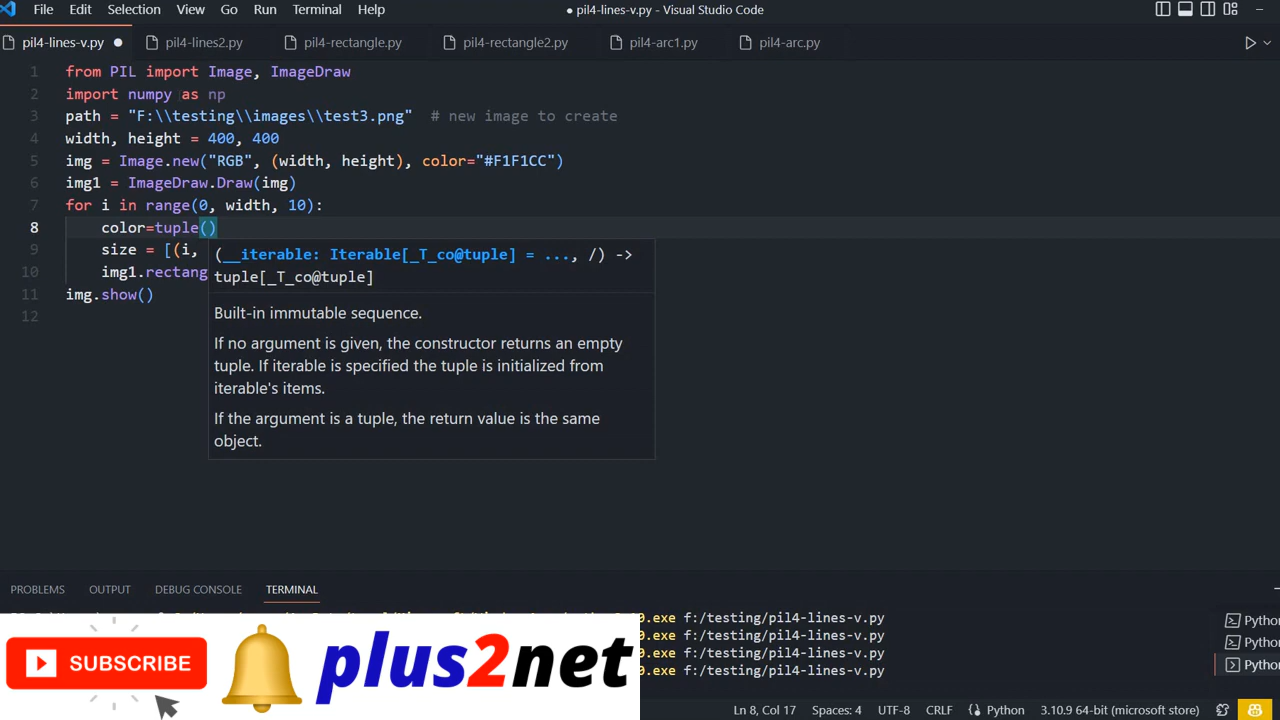 File Edit Selection View Go Run Terminal Help
● pil4-lines-v.py - Visual Studio Code
pil4-lines-v.py ● pil4-lines2.py pil4-rectangle.py pil4-rectangle2.py pil4-arc1.py pil4-arc.py
1 from PIL import Image, ImageDraw
2 import numpy as np
3 path = "F:\\testing\\images\\test3.png"  # new image to create
4 width, height = 400, 400
5 img = Image.new("RGB", (width, height), color="#F1F1CC")
6 img1 = ImageDraw.Draw(img)
7 for i in range(0, width, 10):
8     color=tuple()
9     size = [(i,
10     img1.rectang
11 img.show()
12
(__iterable: Iterable[_T_co@tuple] = ..., /) ->
tuple[_T_co@tuple]
Built-in immutable sequence.
If no argument is given, the constructor returns an empty
tuple. If iterable is specified the tuple is initialized from
iterable's items.
If the argument is a tuple, the return value is the same
object.
PROBLEMS OUTPUT DEBUG CONSOLE TERMINAL
0.exe f:/testing/pil4-lines-v.py
0.exe f:/testing/pil4-lines-v.py
0.exe f:/testing/pil4-lines-v.py
0.exe f:/testing/pil4-lines-v.py
Python
Python
Python
SUBSCRIBE
plus2net
Ln 8, Col 17 Spaces: 4 UTF-8 CRLF Python 3.10.9 64-bit (microsoft store)